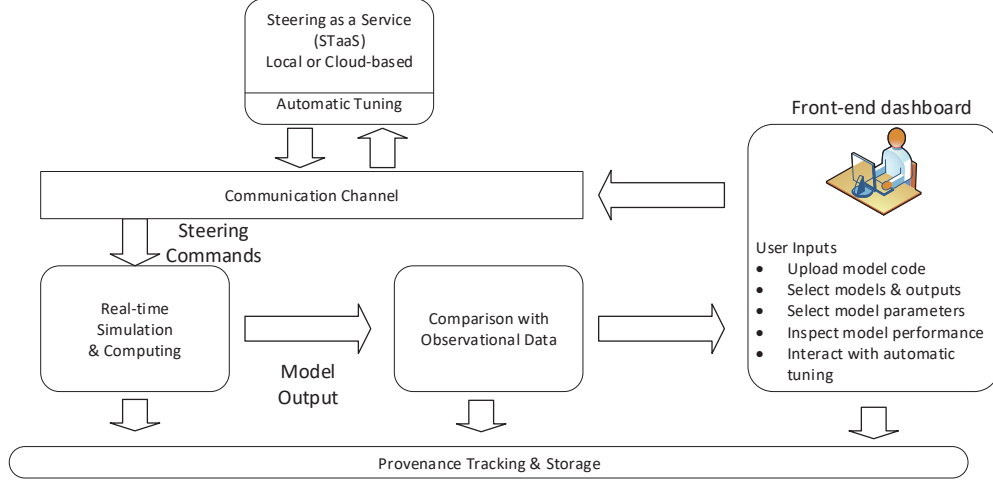 Steering as a Service
(STaaS)
Local or Cloud-based
Automatic Tuning
Front-end dashboard
Communication Channel
Steering
Commands
User Inputs
• Upload model code
• Select models & outputs
• Select model parameters
• Inspect model performance
• Interact with automatic
tuning
Real-time
Simulation
& Computing
Model
Output
Comparison with
Observational Data
Provenance Tracking & Storage